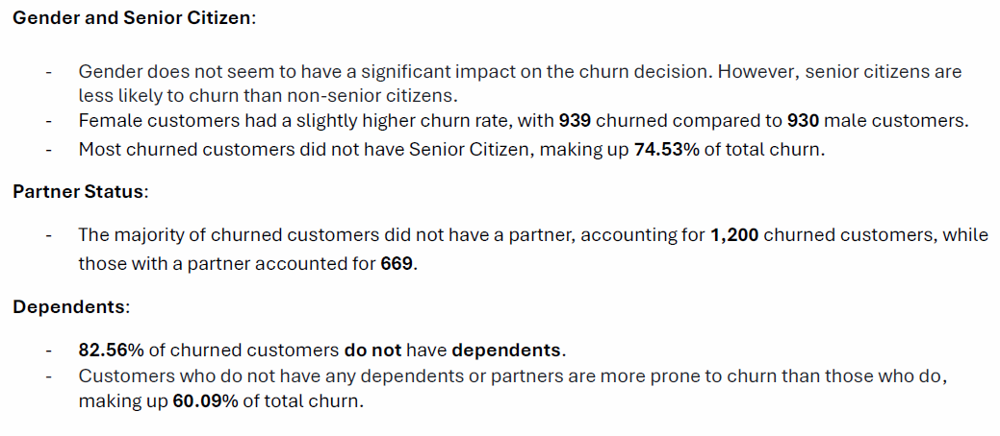 Gender and Senior Citizen:
- Gender does not seem to have a significant impact on the churn decision. However, senior citizens are
less likely to churn than non-senior citizens.
- Female customers had a slightly higher churn rate, with 939 churned compared to 930 male customers.
- Most churned customers did not have Senior Citizen, making up 74.53% of total churn.
Partner Status:
- The majority of churned customers did not have a partner, accounting for 1,200 churned customers, while
those with a partner accounted for 669.
Dependents:
- 82.56% of churned customers do not have dependents.
- Customers who do not have any dependents or partners are more prone to churn than those who do,
making up 60.09% of total churn.